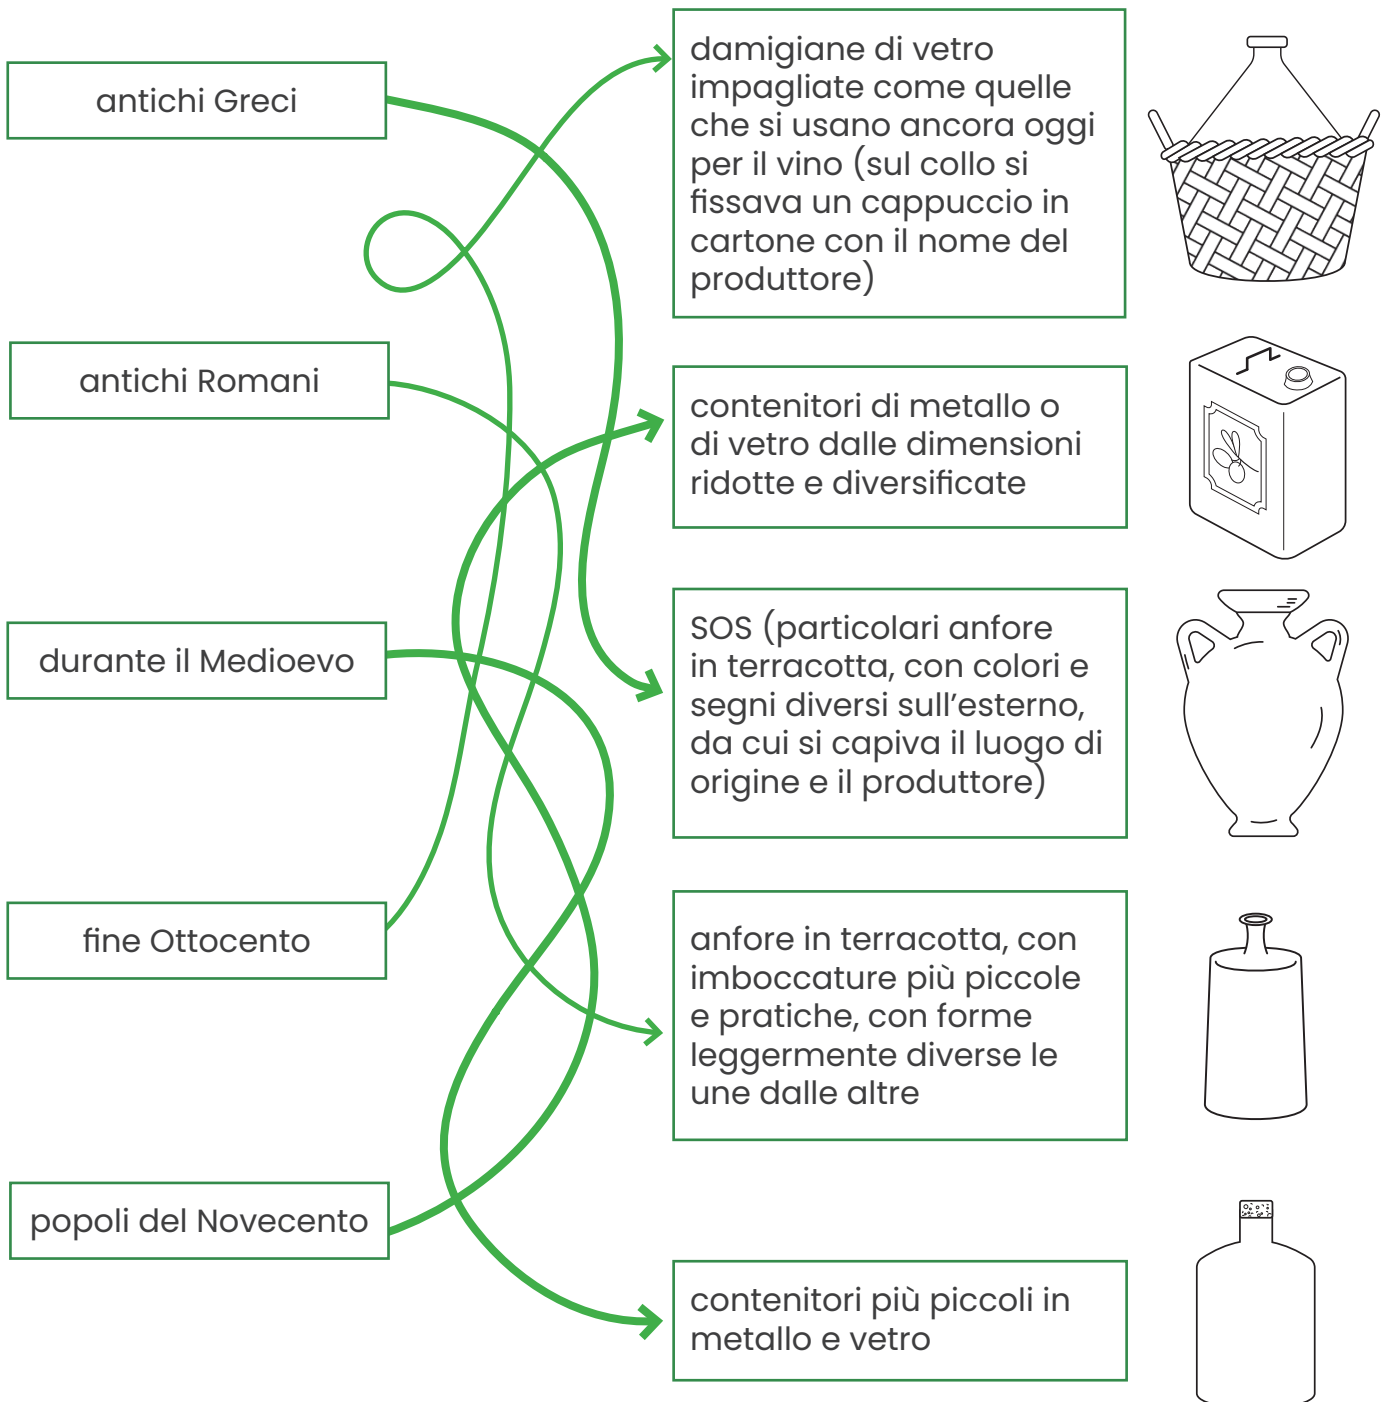 antichi Greci
antichi Romani
durante il Medioevo
fine Ottocento
popoli del Novecento
damigiane di vetro
impagliate come quelle
che si usano ancora oggi
per il vino (sul collo si
fissava un cappuccio in
cartone con il nome del
produttore)
contenitori di metallo o
di vetro dalle dimensioni
ridotte e diversificate
SOS (particolari anfore
in terracotta, con colori e
segni diversi sull’esterno,
da cui si capiva il luogo di
origine e il produttore)
anfore in terracotta, con
imboccature più piccole
e pratiche, con forme
leggermente diverse le
une dalle altre
contenitori più piccoli in
metallo e vetro